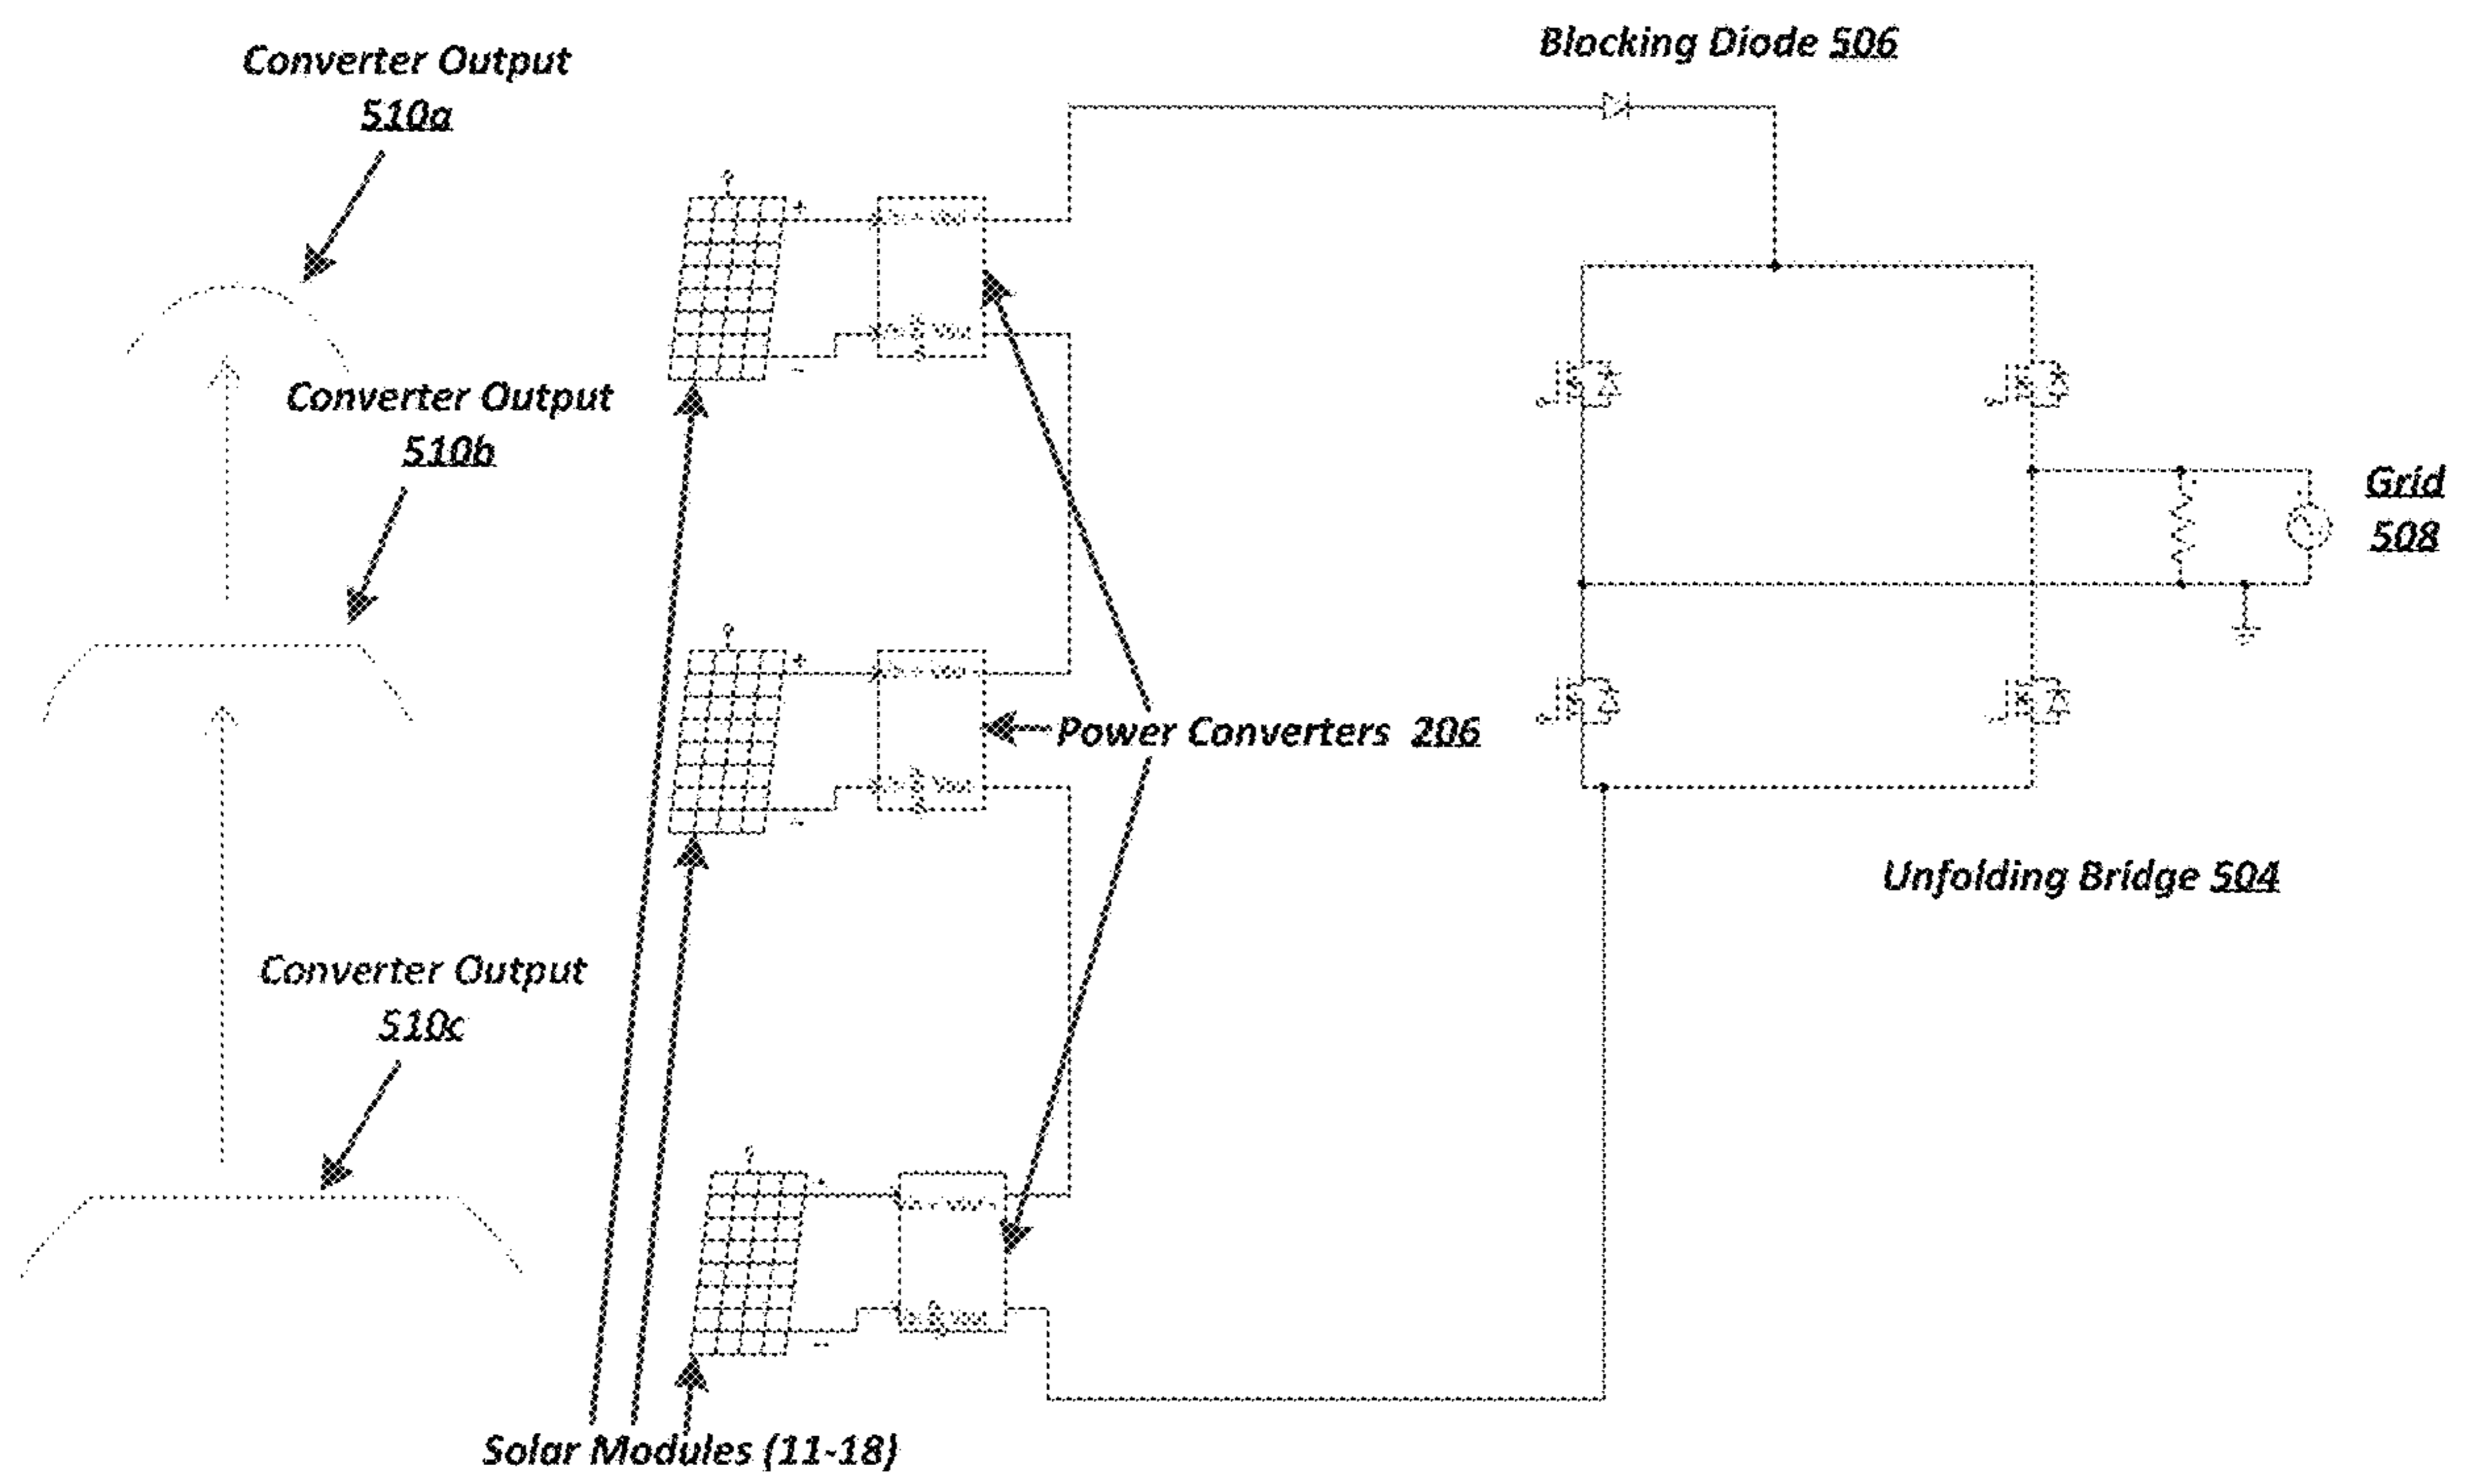 Converter Output
510a
Blocking Diode 506
Converter Output
510b
Grid
508
Power Converters 206
Unfolding Bridge 504
Converter Output
510c
Solar Modules (11-18)